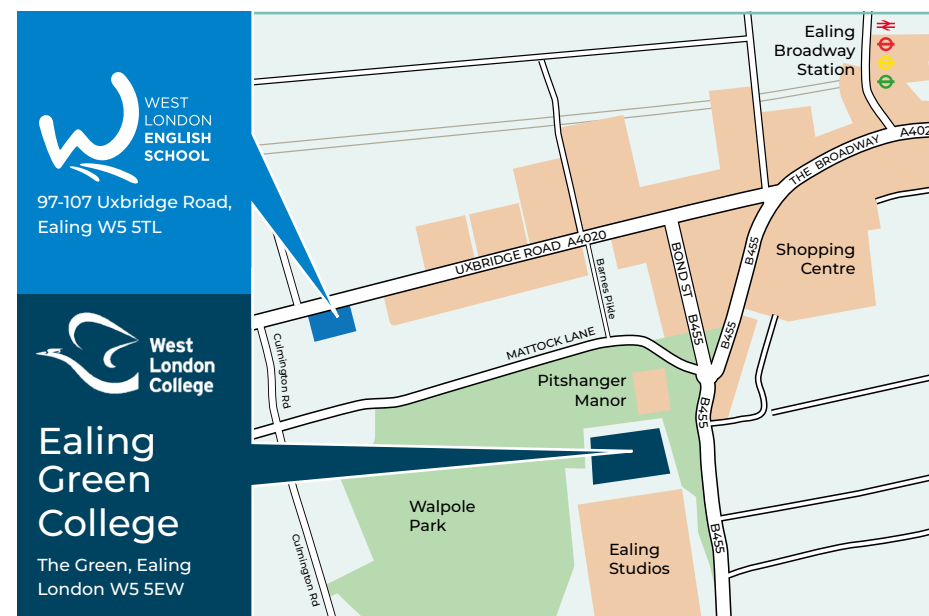 WEST
LONDON
ENGLISH
SCHOOL
97-107 Uxbridge Road,
Ealing W5 5TL
West
London
College
Ealing
Green
College
The Green, Ealing
London W5 5EW
Ealing
Broadway
Station
A402
THE BROADWAY
UXBRIDGE ROAD A4020
BOND ST
B455
B455
B455
Shopping
Centre
Barnes Pikle
MATTOCK LANE
Culmington Rd
Pitshanger
Manor
B455
Walpole
Park
B455
Ealing
Studios
Culmington Rd